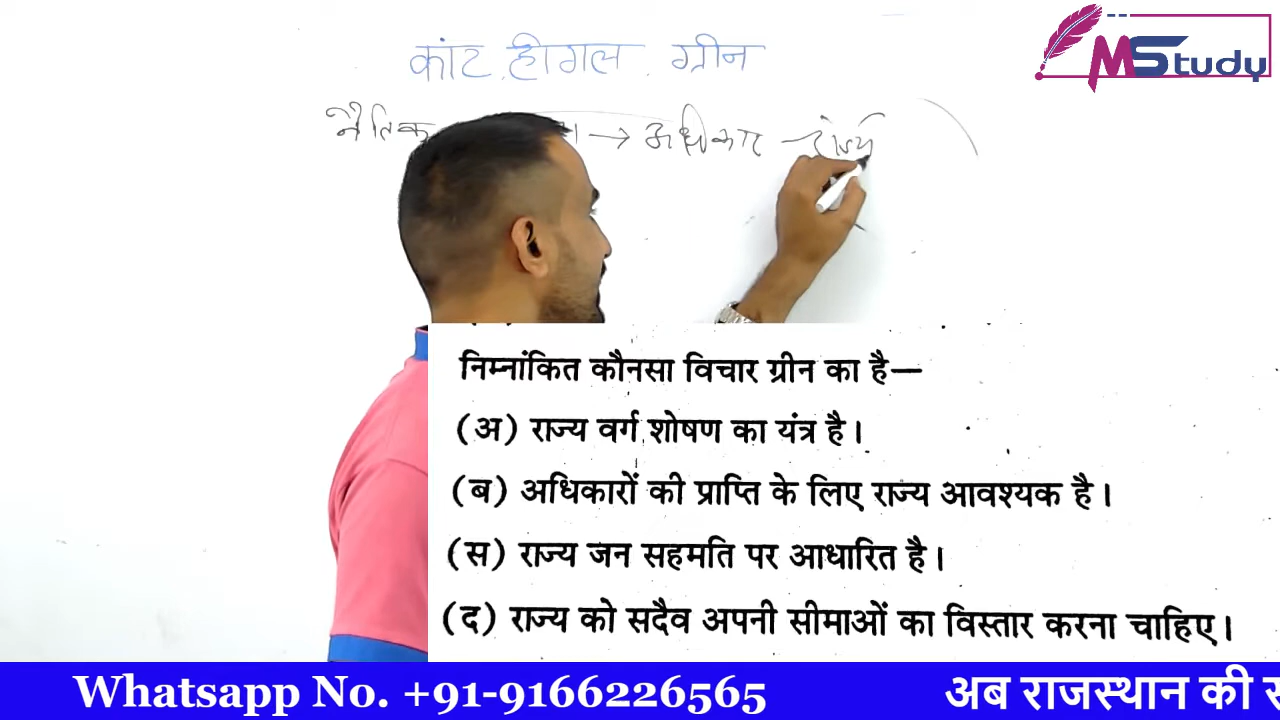 MStudy
कांट हीगल ग्रीन
नैतिक → अधिकार → राज्य
निम्नांकित कौनसा विचार ग्रीन का है—
(अ) राज्य वर्ग शोषण का यंत्र है।
(ब) अधिकारों की प्राप्ति के लिए राज्य आवश्यक है।
(स) राज्य जन सहमति पर आधारित है।
(द) राज्य को सदैव अपनी सीमाओं का विस्तार करना चाहिए।
Whatsapp No. +91-9166226565 अब राजस्थान की